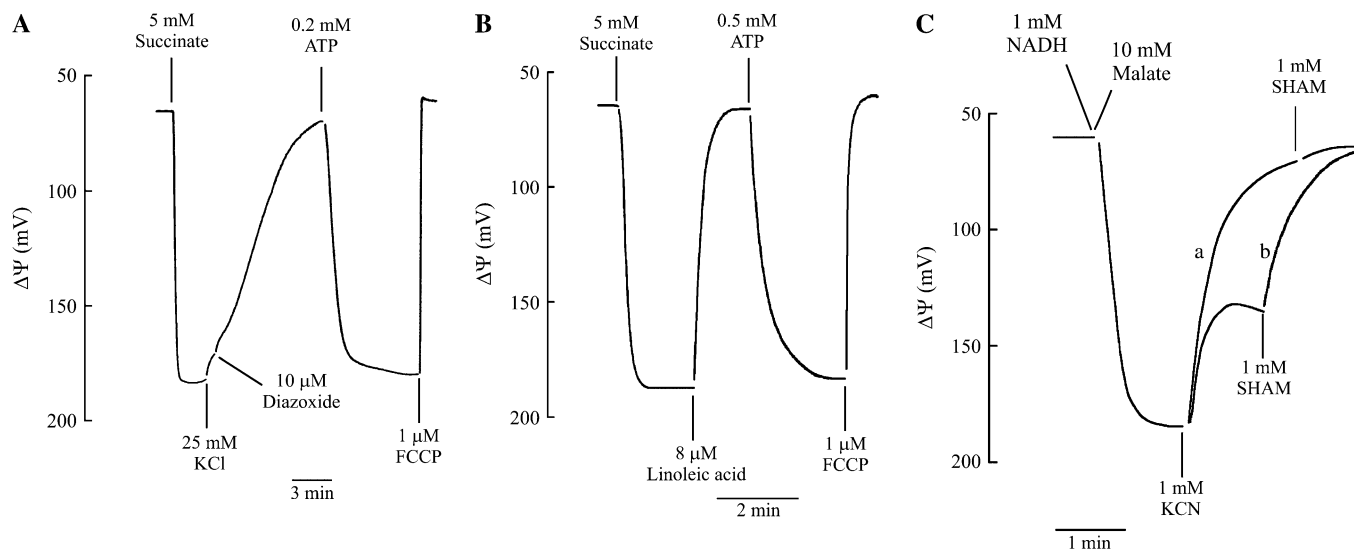 A
5 mM
Succinate
0.2 mM
ATP
50
100
150
200
ΔΨ (mV)
10 μM
Diazoxide
25 mM
KCl
1 μM
FCCP
3 min
B
5 mM
Succinate
0.5 mM
ATP
50
100
150
200
ΔΨ (mV)
8 μM
Linoleic acid
1 μM
FCCP
2 min
C
1 mM
NADH
10 mM
Malate
1 mM
SHAM
50
100
150
200
ΔΨ (mV)
a
b
1 mM
SHAM
1 mM
KCN
1 min